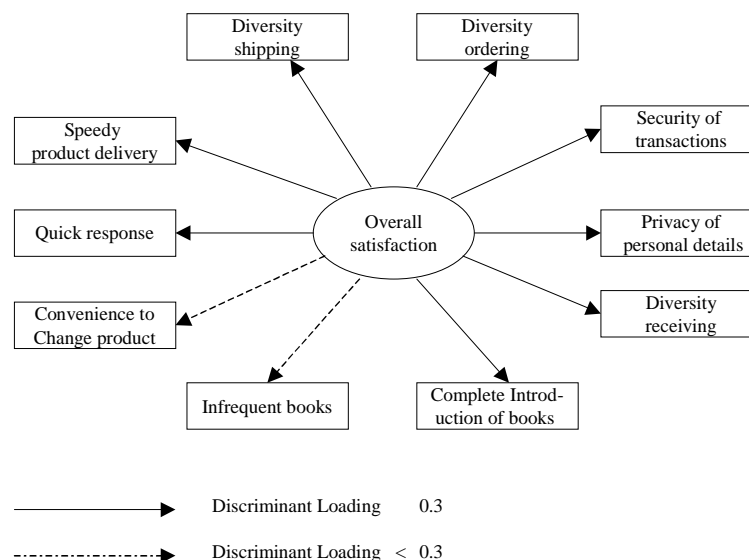 Diversity
shipping
Diversity
ordering
Speedy
product delivery
Security of
transactions
Quick response
Overall
satisfaction
Privacy of
personal details
Convenience to
Change product
Diversity
receiving
Infrequent books
Complete Introd-
uction of books
Discriminant Loading 0.3
Discriminant Loading < 0.3